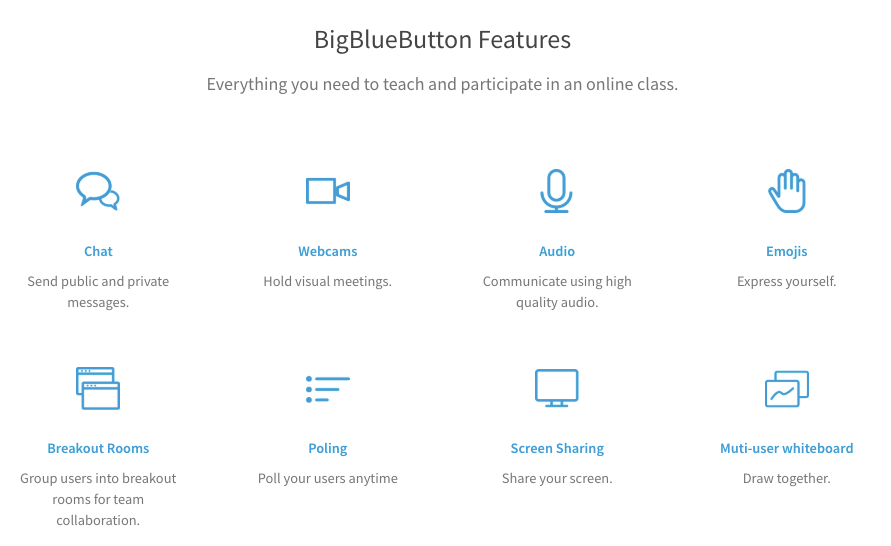 BigBlueButton Features
Everything you need to teach and participate in an online class.
Chat
Send public and private
messages.
Webcams
Hold visual meetings.
Audio
Communicate using high
quality audio.
Emojis
Express yourself.
Breakout Rooms
Group users into breakout
rooms for team
collaboration.
Poling
Poll your users anytime
Screen Sharing
Share your screen.
Muti-user whiteboard
Draw together.